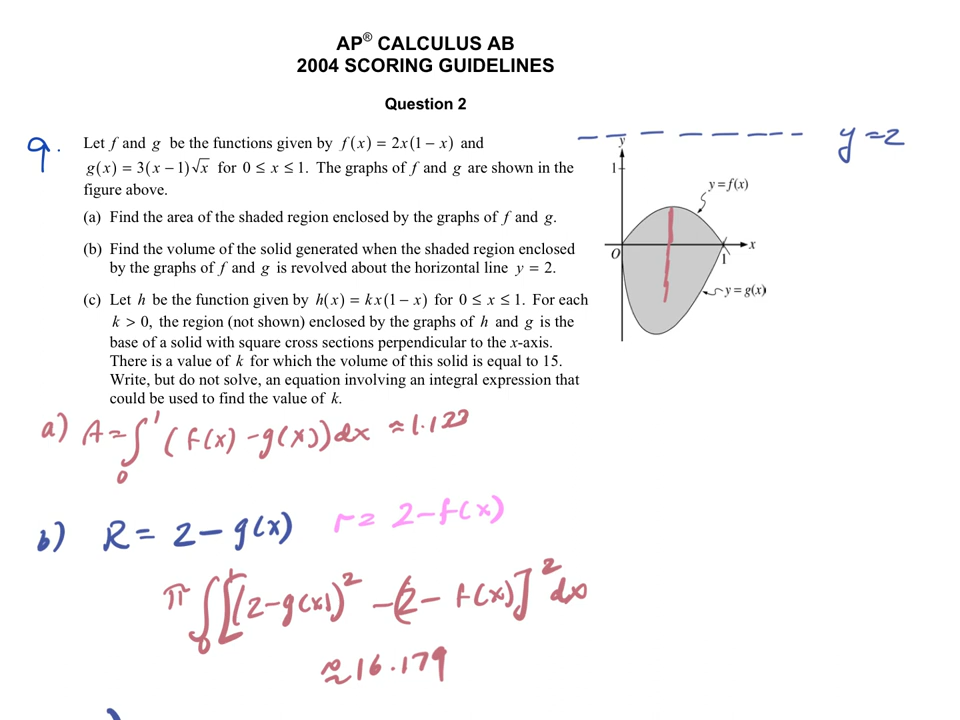 AP® CALCULUS AB
2004 SCORING GUIDELINES
Question 2
9.
Let f and g be the functions given by f(x) = 2x(1 − x) and
g(x) = 3(x − 1)√x for 0 ≤ x ≤ 1. The graphs of f and g are shown in the
figure above.
(a) Find the area of the shaded region enclosed by the graphs of f and g.
(b) Find the volume of the solid generated when the shaded region enclosed
by the graphs of f and g is revolved about the horizontal line y = 2.
(c) Let h be the function given by h(x) = kx(1 − x) for 0 ≤ x ≤ 1. For each
k > 0, the region (not shown) enclosed by the graphs of h and g is the
base of a solid with square cross sections perpendicular to the x-axis.
There is a value of k for which the volume of this solid is equal to 15.
Write, but do not solve, an equation involving an integral expression that
could be used to find the value of k.
y = 2
y
1
y = f(x)
O
x
1
y = g(x)
a) A = ∫₀¹ (f(x) − g(x)) dx ≈ 1.123
b) R = 2 − g(x) r = 2 − f(x)
π ∫₀¹ [(2 − g(x))² − (2 − f(x)]² dx
≈ 16.179